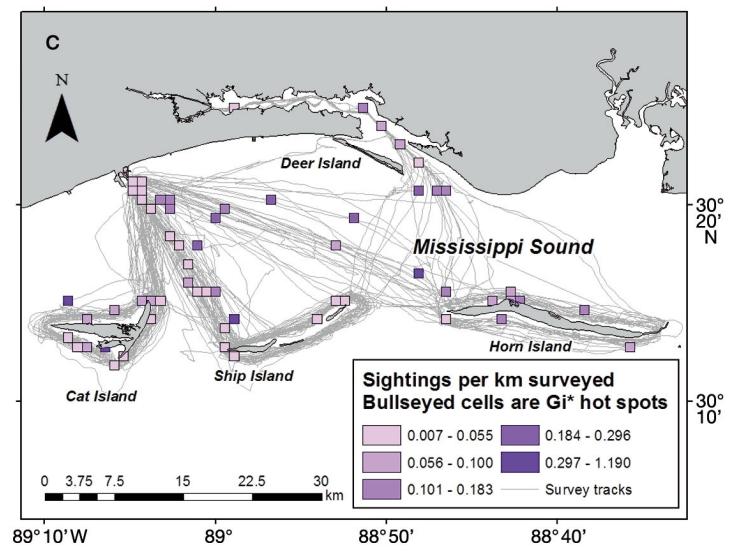 C
N
Deer Island
Mississippi Sound
Cat Island
Ship Island
Horn Island
30°
20'
N
30°
10'
Sightings per km surveyed
Bullseyed cells are Gi* hot spots
0.007 - 0.055
0.184 - 0.296
0.056 - 0.100
0.297 - 1.190
0.101 - 0.183
Survey tracks
0 3.75 7.5 15 22.5 30
km
89°10'W 89° 88°50' 88°40'